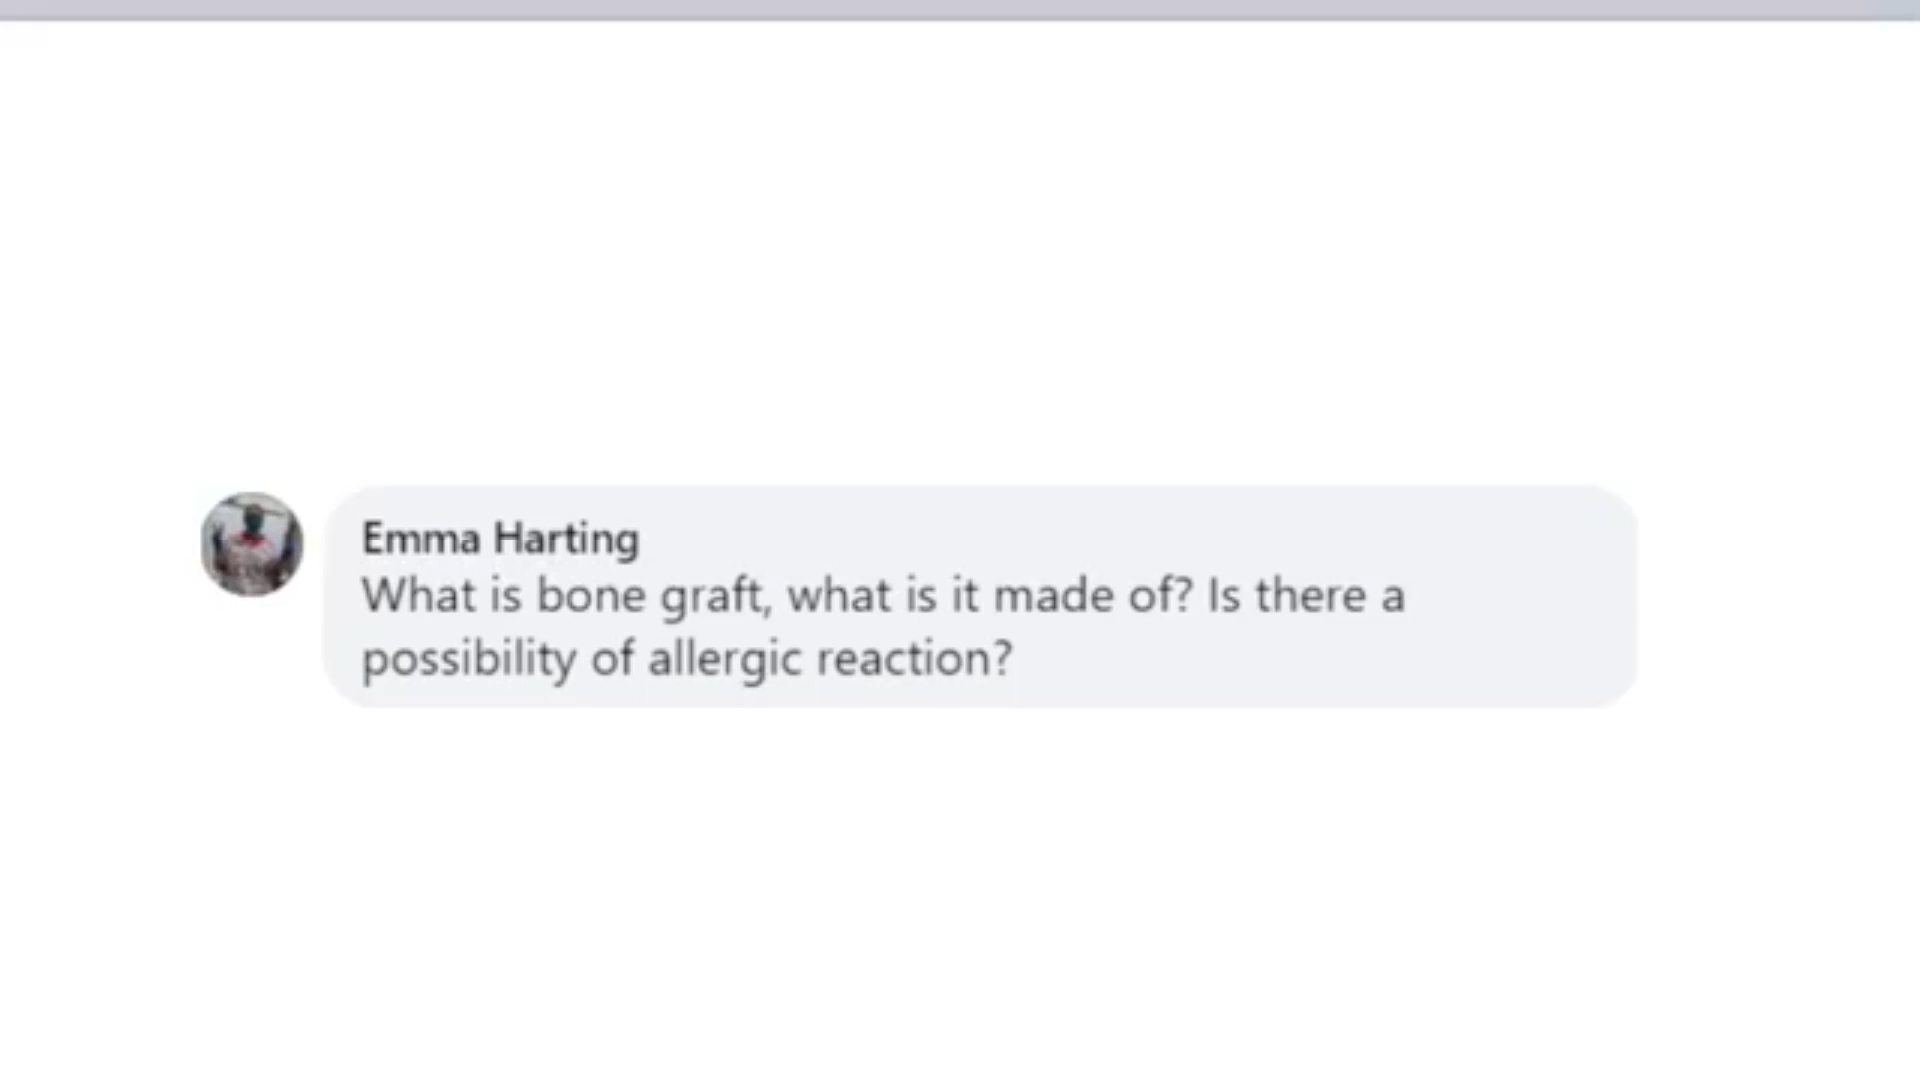 Emma Harting
What is bone graft, what is it made of? Is there a
possibility of allergic reaction?